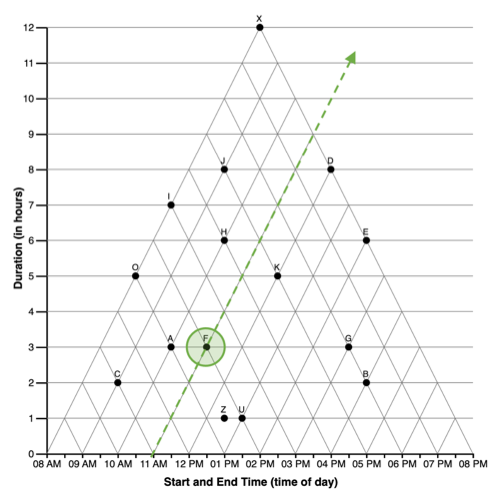 X
12
11
10
9
J
D
8
I
7
H
E
6
O
K
5
4
A
F
G
3
C
B
2
Z U
1
0
Duration (in hours)
08 AM 09 AM 10 AM 11 AM 12 PM 01 PM 02 PM 03 PM 04 PM 05 PM 06 PM 07 PM 08 PM
Start and End Time (time of day)